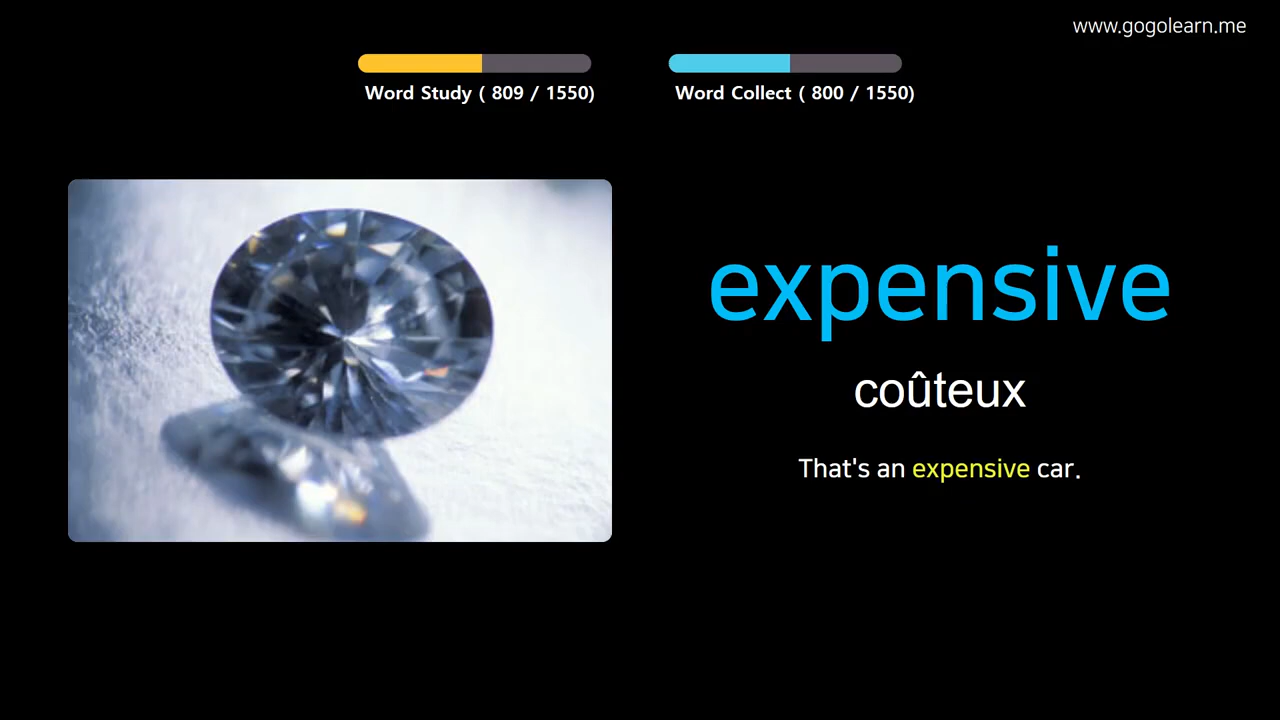 www.gogolearn.me
Word Study ( 809 / 1550)
Word Collect ( 800 / 1550)
expensive
coûteux
That's an expensive car.